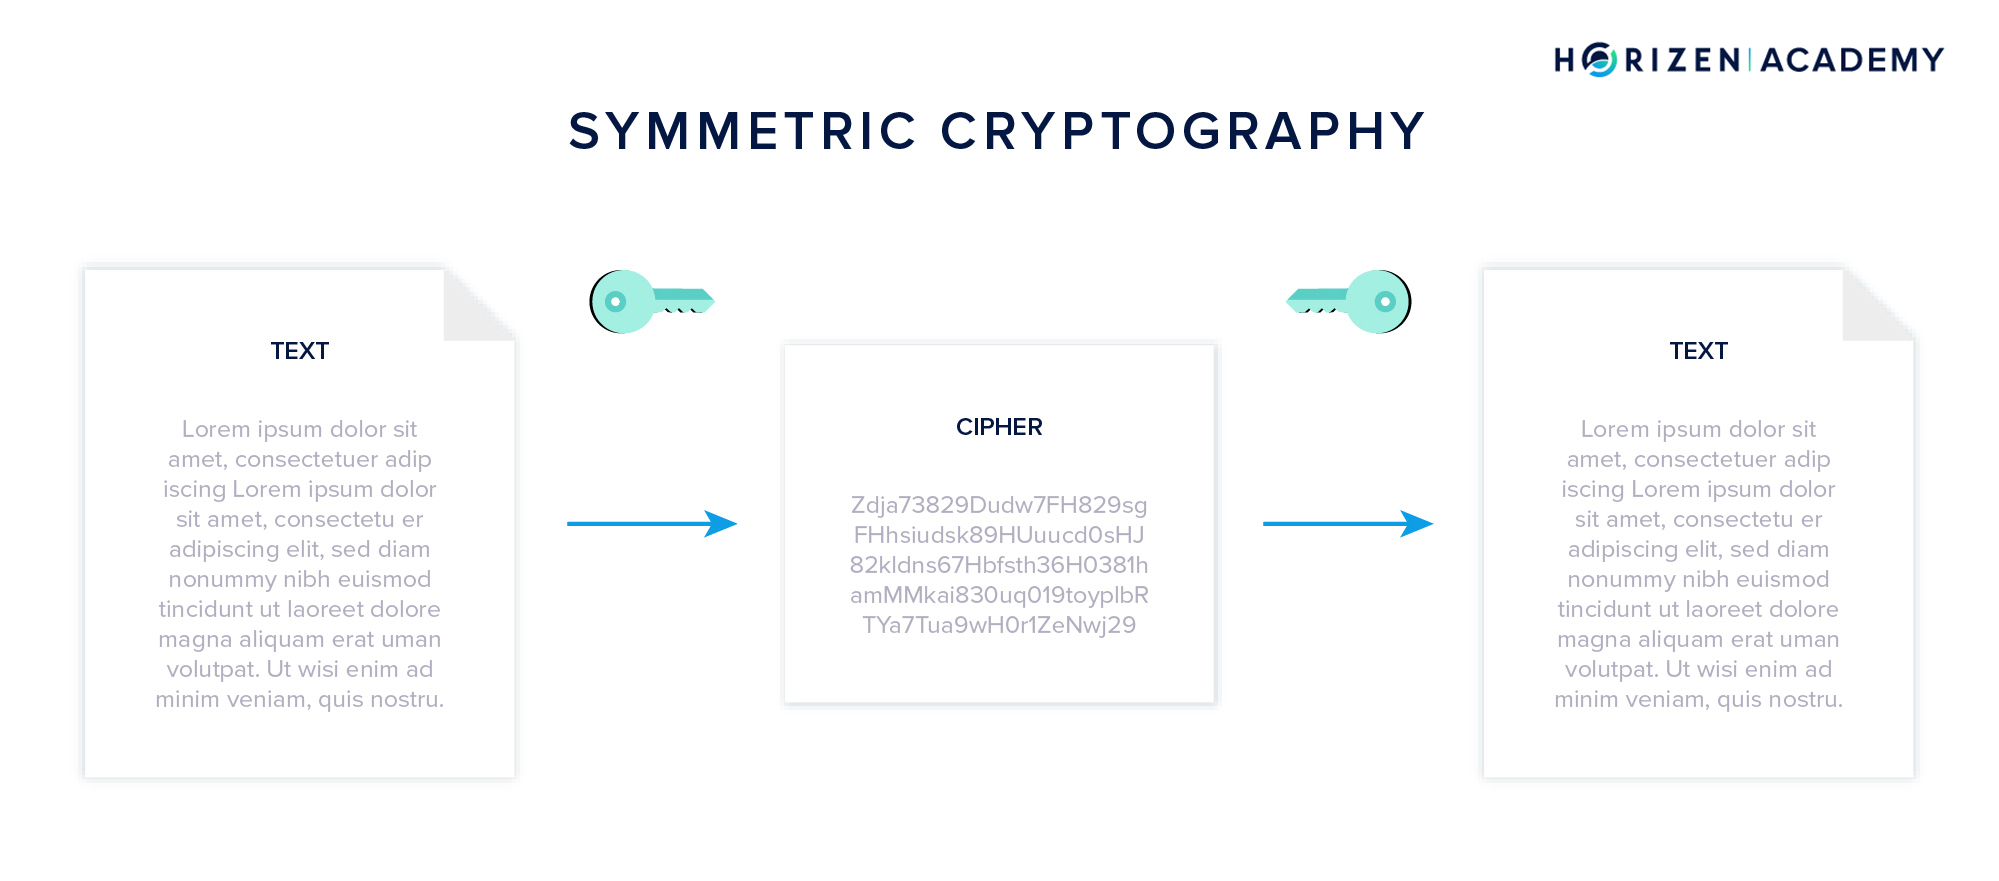 HORIZEN | ACADEMY
SYMMETRIC CRYPTOGRAPHY
TEXT
Lorem ipsum dolor sit
amet, consectetuer adip
iscing Lorem ipsum dolor
sit amet, consectetu er
adipiscing elit, sed diam
nonummy nibh euismod
tincidunt ut laoreet dolore
magna aliquam erat uman
volutpat. Ut wisi enim ad
minim veniam, quis nostru.
CIPHER
Zdja73829Dudw7FH829sg
FHhsiudsk89HUuucd0sHJ
82kldns67Hbfsth36H0381h
amMMkai830uq019toyplbR
TYa7Tua9wH0r1ZeNwj29
TEXT
Lorem ipsum dolor sit
amet, consectetuer adip
iscing Lorem ipsum dolor
sit amet, consectetu er
adipiscing elit, sed diam
nonummy nibh euismod
tincidunt ut laoreet dolore
magna aliquam erat uman
volutpat. Ut wisi enim ad
minim veniam, quis nostru.